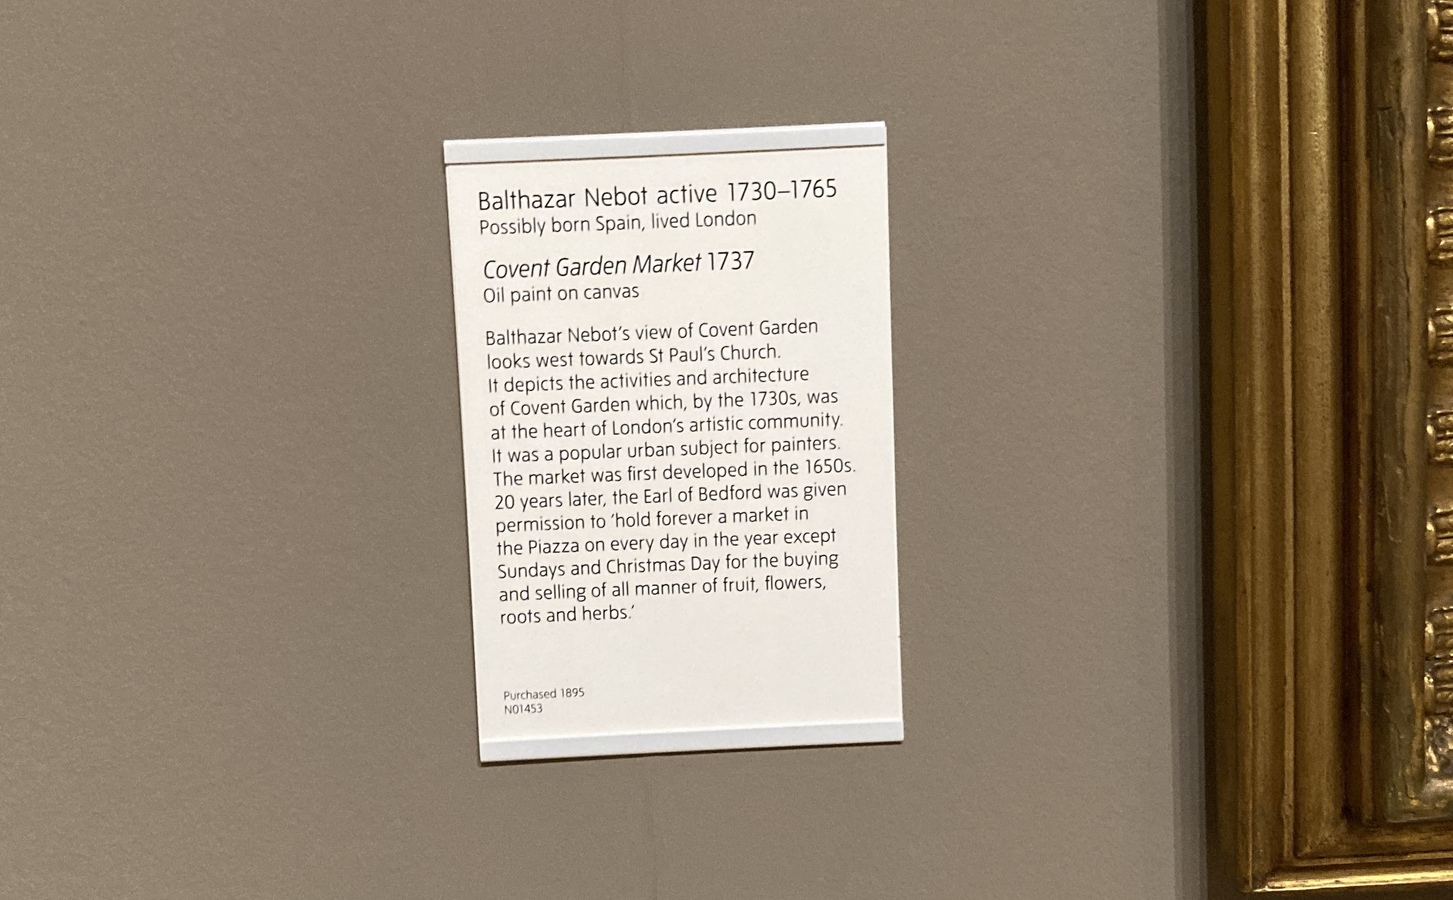 Balthazar Nebot active 1730–1765
Possibly born Spain, lived London
Covent Garden Market 1737
Oil paint on canvas
Balthazar Nebot's view of Covent Garden
looks west towards St Paul's Church.
It depicts the activities and architecture
of Covent Garden which, by the 1730s, was
at the heart of London's artistic community.
It was a popular urban subject for painters.
The market was first developed in the 1650s.
20 years later, the Earl of Bedford was given
permission to 'hold forever a market in
the Piazza on every day in the year except
Sundays and Christmas Day for the buying
and selling of all manner of fruit, flowers,
roots and herbs.'
Purchased 1895
N01453